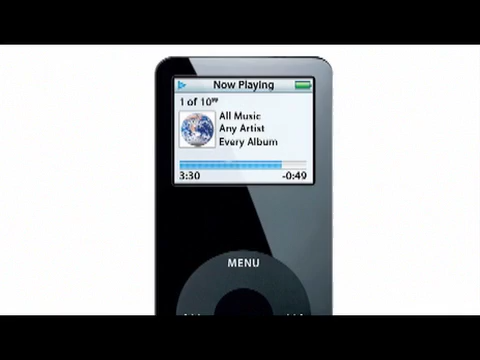 Now Playing
1 of 10⁹⁹
All Music
Any Artist
Every Album
3:30 -0:49
MENU